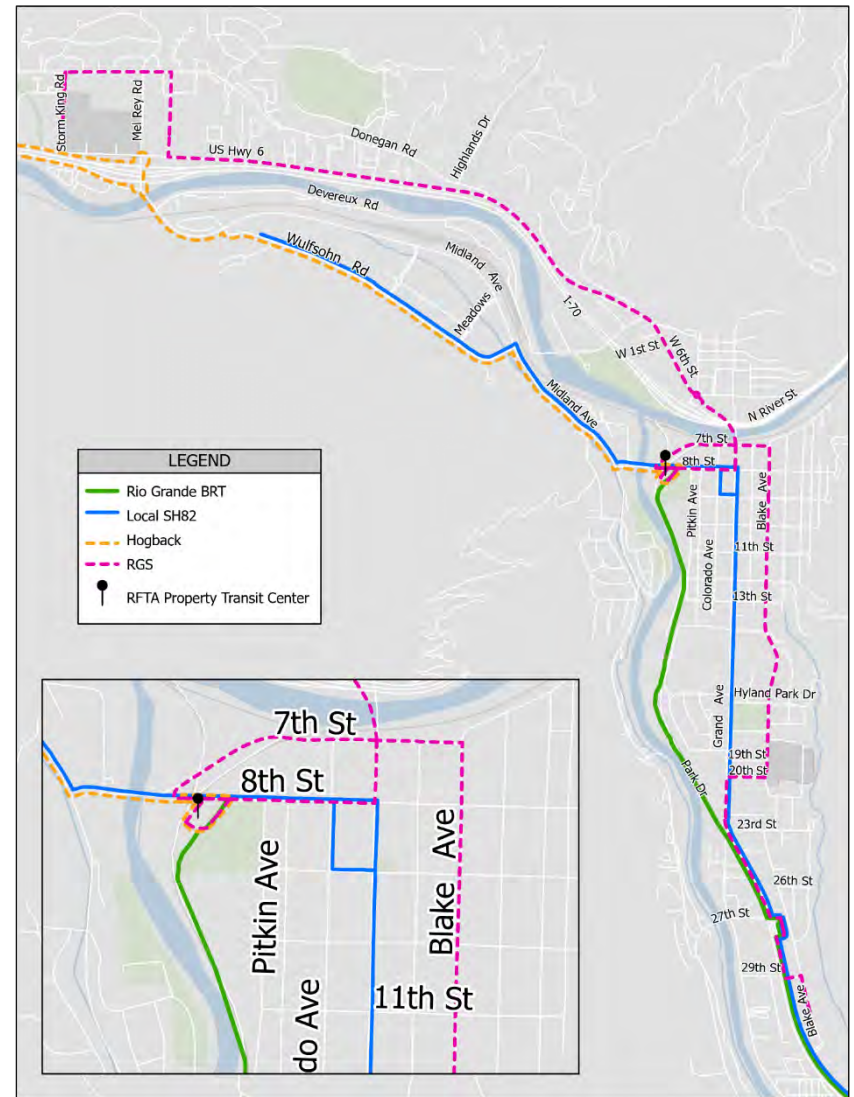 Storm King Rd
Mel Rey Rd
Donegan Rd
Highlands Dr
US Hwy 6
Devereux Rd
Wulfsohn Rd
Midland Ave
Meadows
I-70
W 1st St
W 6th St
N River St
Midland Ave
7th St
8th St
Pitkin Ave
Blake Ave
Colorado Ave
11th St
13th St
Grand Ave
Hyland Park Dr
19th St
20th St
Park Dr
23rd St
26th St
27th St
29th St
Blake Ave
LEGEND
Rio Grande BRT
Local SH82
Hogback
RGS
RFTA Property Transit Center
7th St
8th St
Pitkin Ave
Blake Ave
11th St
do Ave